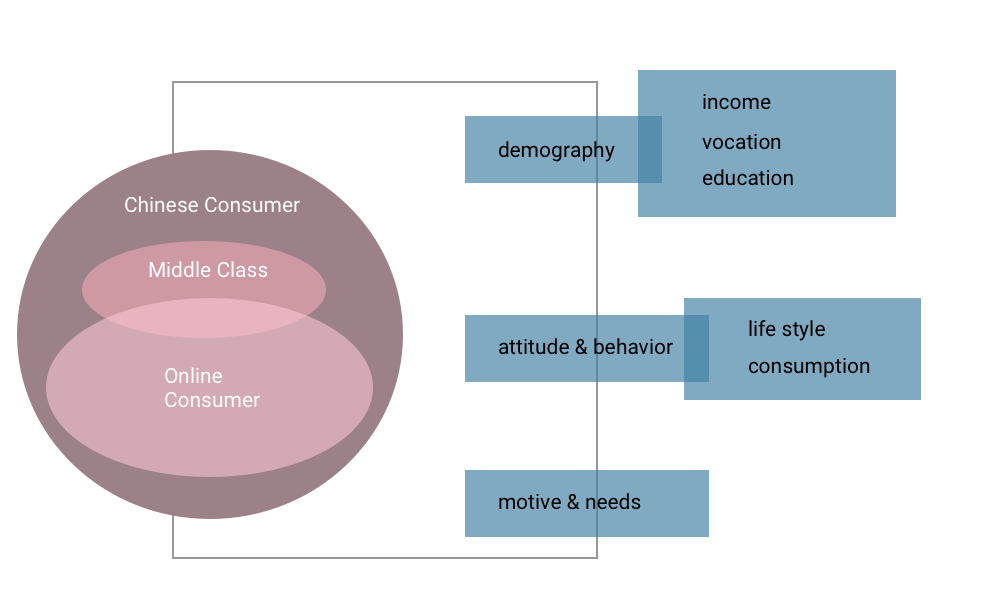 Chinese Consumer
Middle Class
Online
Consumer
demography
income
vocation
education
attitude & behavior
life style
consumption
motive & needs